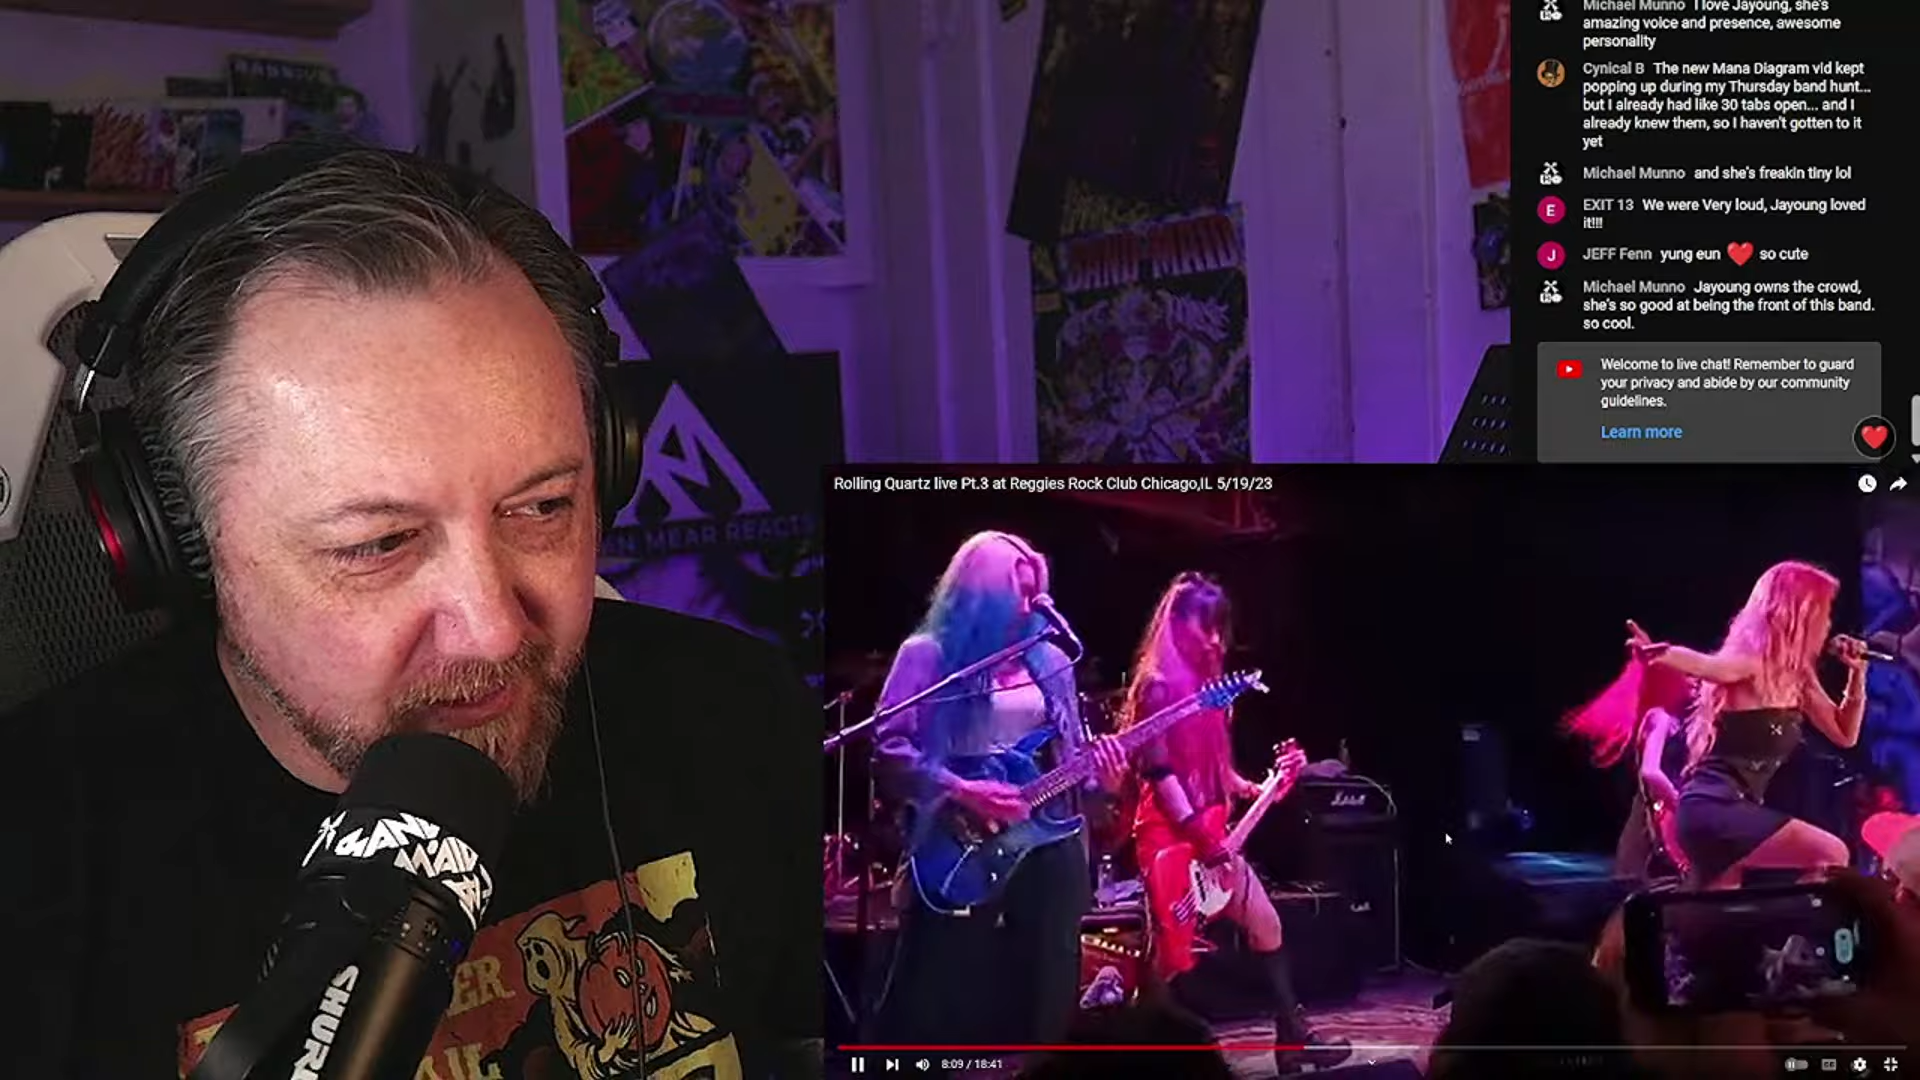 Michael Munno I love Jayoung, she's
amazing voice and presence, awesome
personality
Cynical B The new Mana Diagram vid kept
popping up during my Thursday band hunt...
but I already had like 30 tabs open... and I
already knew them, so I haven't gotten to it
yet
Michael Munno and she's freakin tiny lol
E EXIT 13 We were Very loud, Jayoung loved
it!!!
J JEFF Fenn yung eun ❤️ so cute
Michael Munno Jayoung owns the crowd,
she's so good at being the front of this band.
so cool.
Welcome to live chat! Remember to guard
your privacy and abide by our community
guidelines.
Learn more
MEAR REACTS
Rolling Quartz live Pt.3 at Reggies Rock Club Chicago,IL 5/19/23
Marshall
BAND-MAID
SHURE
8:09 / 18:41